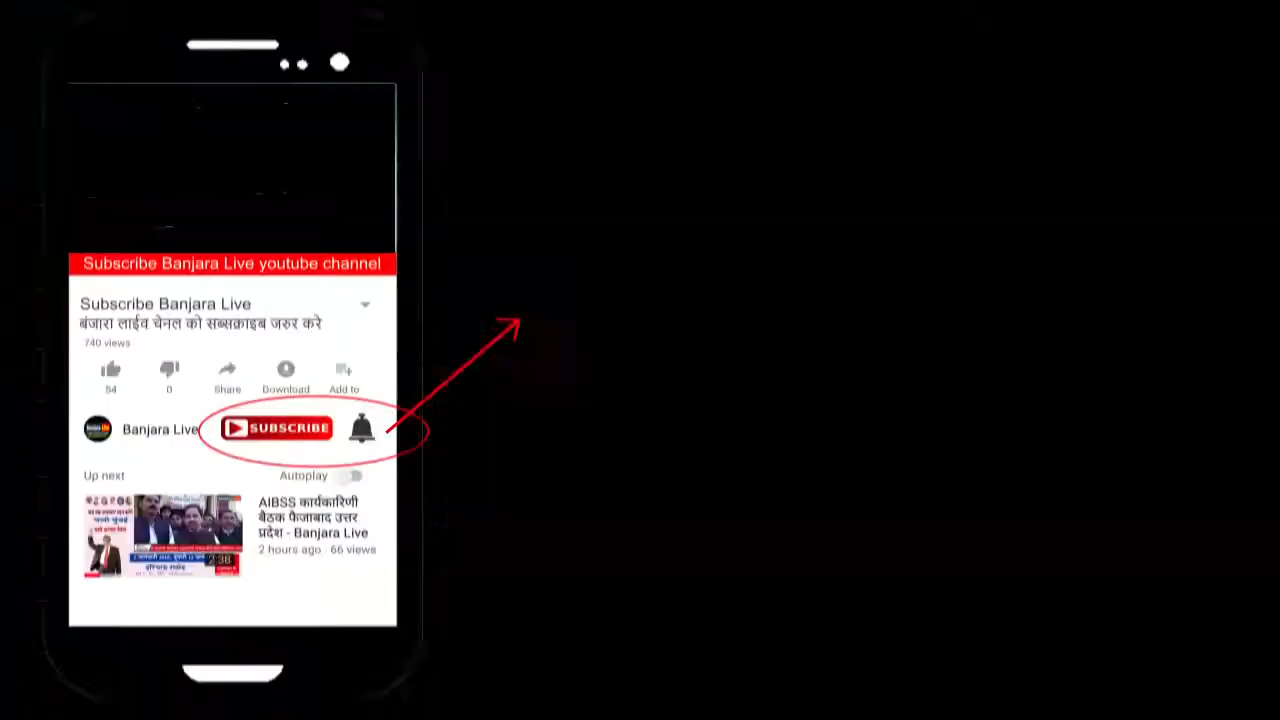 Subscribe Banjara Live youtube channel
Subscribe Banjara Live
बंजारा लाईव चेनल को सब्सक्राइब जरुर करे
740 views
54
0
Share
Download
Add to
Banjara Live
SUBSCRIBE
Up next
Autoplay
AIBSS कार्यकारिणी
बैठक फैजाबाद उत्तर
प्रदेश - Banjara Live
2 hours ago · 66 views
2:38